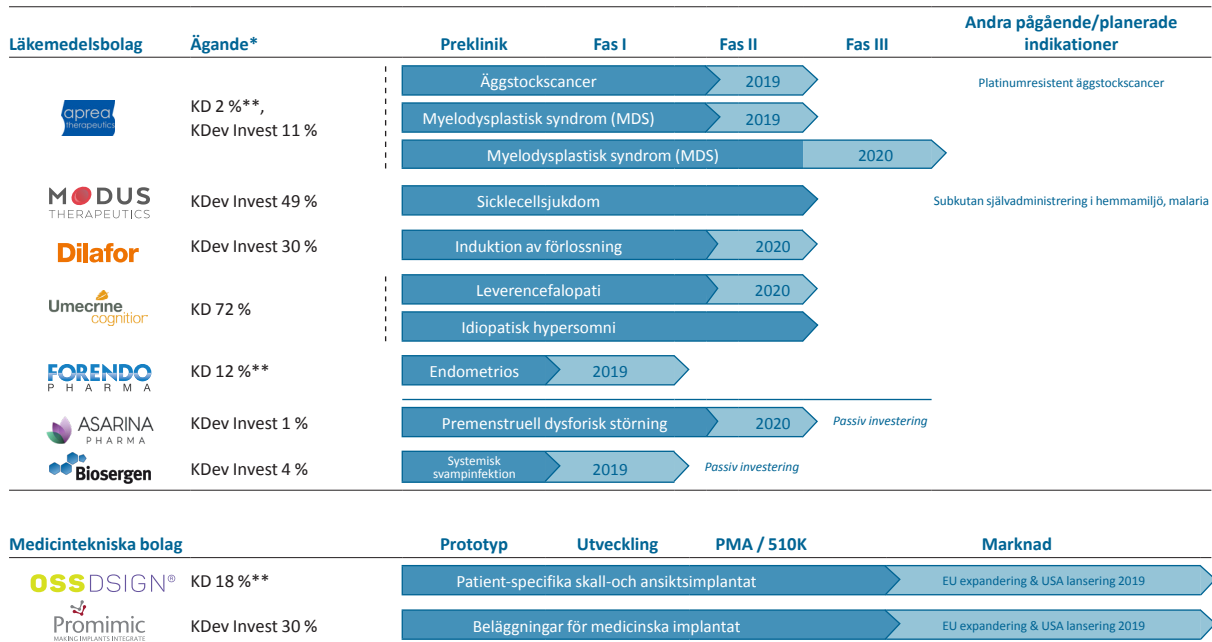 Andra pågående/planerade
Läkemedelsbolag Ägande* Preklinik Fas I Fas II Fas III indikationer
aprea
therapeutics
KD 2 %**,
KDev Invest 11 %
Äggstockscancer 2019 Platinumresistent äggstockscancer
Myelodysplastisk syndrom (MDS) 2019
Myelodysplastisk syndrom (MDS) 2020
MODUS
THERAPEUTICS
KDev Invest 49 % Sicklecellsjukdom Subkutan självadministrering i hemmamiljö, malaria
Dilafor KDev Invest 30 % Induktion av förlossning 2020
Umecrine
cognition
KD 72 %
Leverencefalopati 2020
Idiopatisk hypersomni
FORENDO
PHARMA
KD 12 %** Endometrios 2019
ASARINA
PHARMA
KDev Invest 1 % Premenstruell dysforisk störning 2020 Passiv investering
Biosergen KDev Invest 4 % Systemisk
svampinfektion 2019 Passiv investering
Medicintekniska bolag Prototyp Utveckling PMA / 510K Marknad
OSSDSIGN® KD 18 %** Patient-specifika skall-och ansiktsimplantat EU expandering & USA lansering 2019
Promimic
MAKING IMPLANTS INTEGRATE
KDev Invest 30 % Beläggningar för medicinska implantat EU expandering & USA lansering 2019